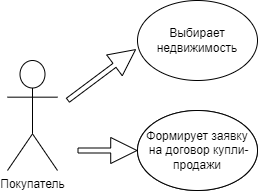 Выбирает
недвижимость
Формирует заявку
на договор купли-
продажи
Покупатель